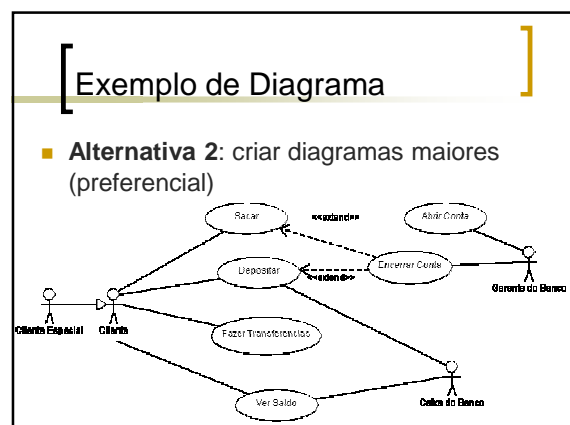 Exemplo de Diagrama
Alternativa 2: criar diagramas maiores
(preferencial)
Sacar
<<extend>>
Abrir Conta
Depositar
Encerrar Conta
<<extend>>
Gerente do Banco
Cliente Especial
Cliente
Fazer Transferencias
Ver Saldo
Caixa do Banco